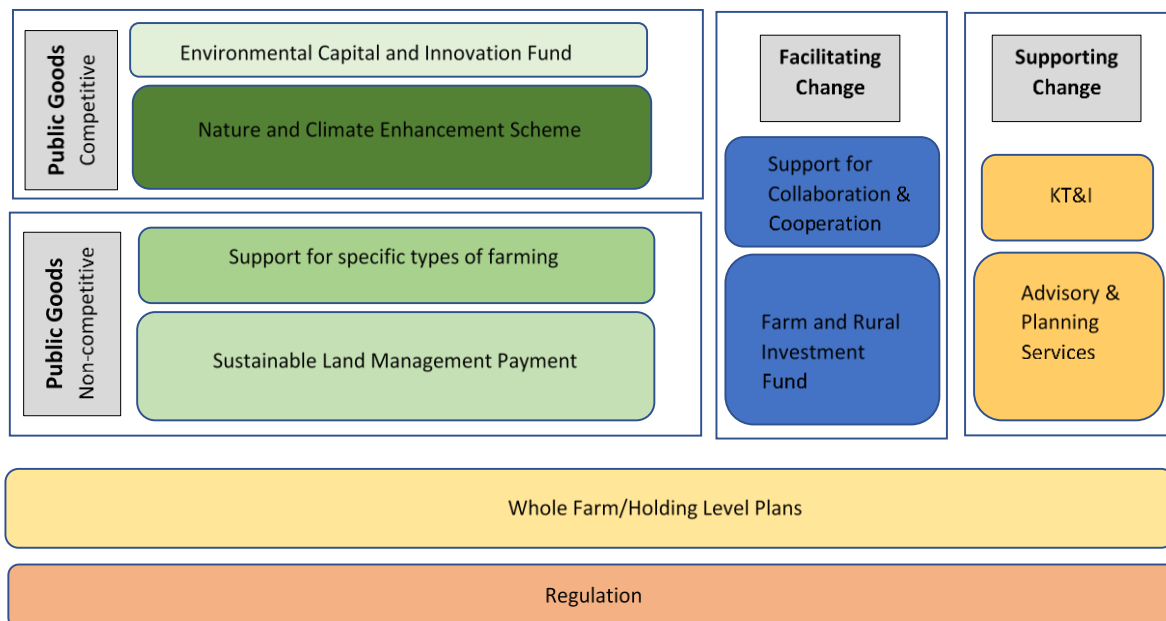 Public Goods
Competitive
Environmental Capital and Innovation Fund
Nature and Climate Enhancement Scheme
Public Goods
Non-competitive
Support for specific types of farming
Sustainable Land Management Payment
Facilitating
Change
Support for
Collaboration &
Cooperation
Farm and Rural
Investment
Fund
Supporting
Change
KT&I
Advisory &
Planning
Services
Whole Farm/Holding Level Plans
Regulation